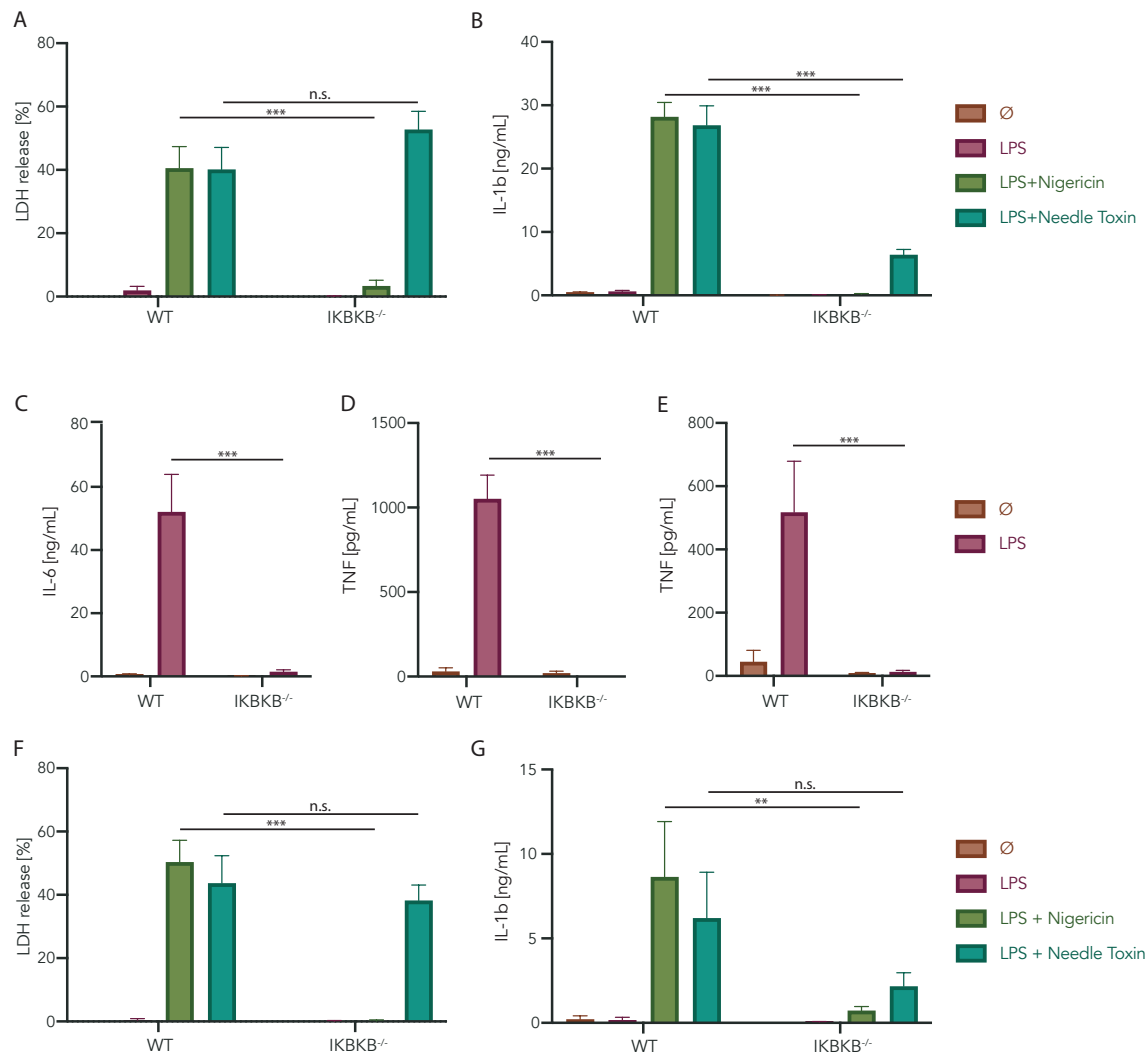 A
LDH release [%]
80
60
40
20
0
n.s.
***
WT
IKBKB-/-
B
IL-1b [ng/mL]
40
30
20
10
0
***
***
WT
IKBKB-/-
Ø
LPS
LPS+Nigericin
LPS+Needle Toxin
C
IL-6 [ng/mL]
80
60
40
20
0
***
WT
IKBKB-/-
D
TNF [pg/mL]
1500
1000
500
0
***
WT
IKBKB-/-
E
TNF [pg/mL]
800
600
400
200
0
***
WT
IKBKB-/-
Ø
LPS
F
LDH release [%]
80
60
40
20
0
n.s.
***
WT
IKBKB-/-
G
IL-1b [ng/mL]
15
10
5
0
n.s.
**
WT
IKBKB-/-
Ø
LPS
LPS + Nigericin
LPS + Needle Toxin